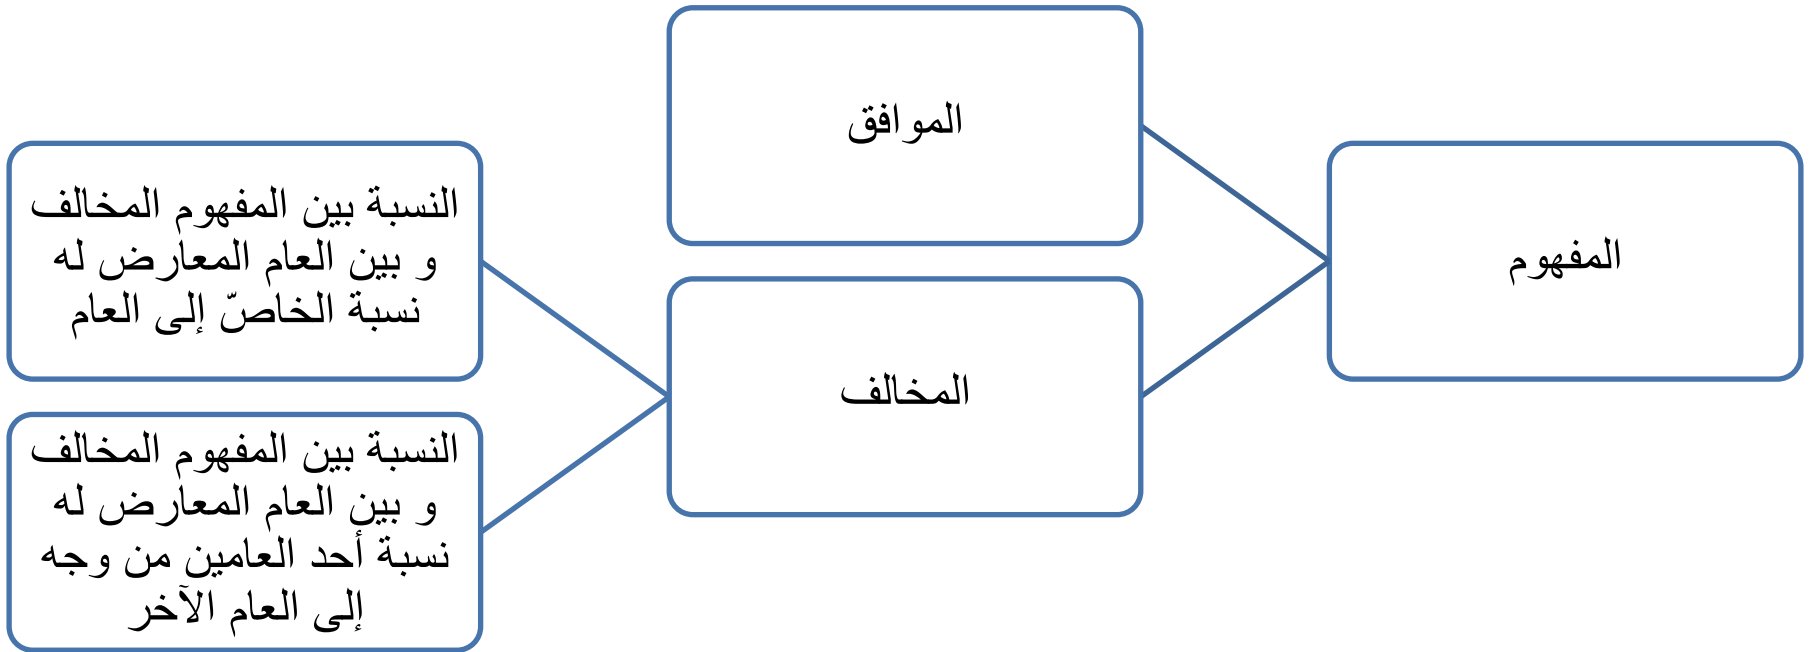 المفهوم
الموافق
المخالف
النسبة بين المفهوم المخالف
و بين العام المعارض له
نسبة الخاصّ إلى العام
النسبة بين المفهوم المخالف
و بين العام المعارض له
نسبة أحد العامين من وجه
إلى العام الآخر